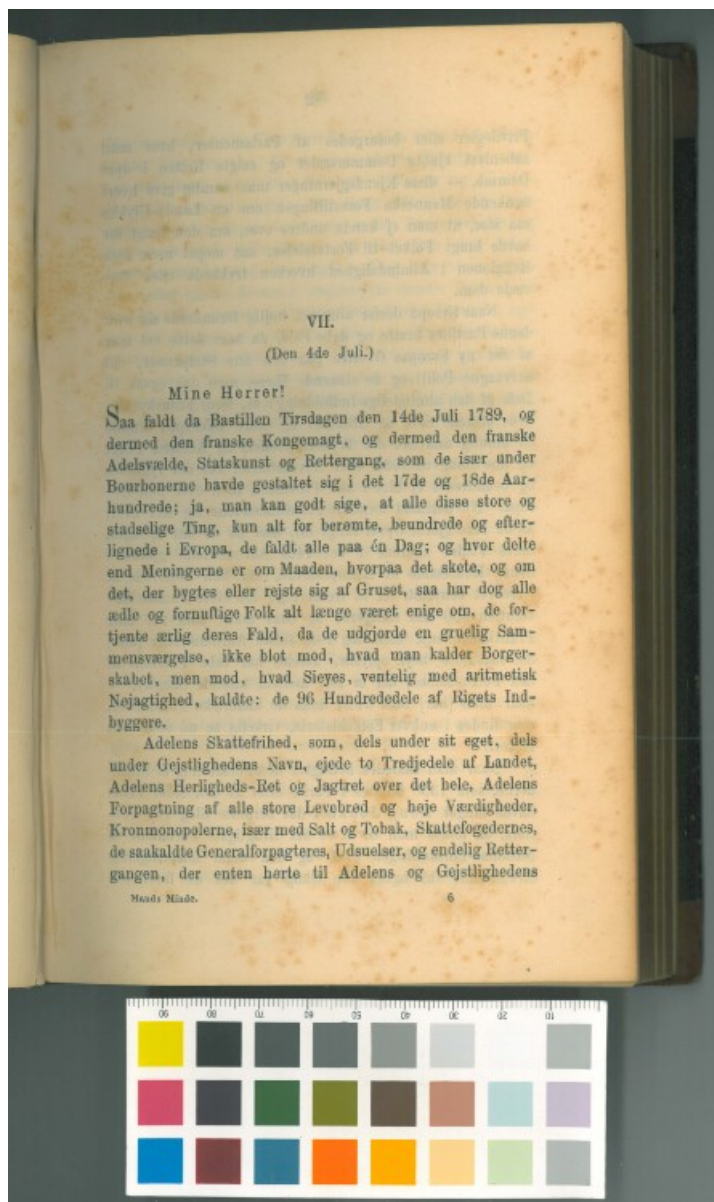 VII.
(Den 4de Juli.)
Mine Herrer!
Saa faldt da Bastillen Tirsdagen den 14de Juli 1789, og
dermed den franske Kongemagt, og dermed den franske
Adelsvælde, Statskunst og Rettergang, som de især under
Bourbonerne havde gestaltet sig i det 17de og 18de Aar-
hundrede; ja, man kan godt sige, at alle disse store og
stadselige Ting, kun alt for berømte, beundrede og efter-
lignede i Evropa, de faldt alle paa én Dag; og hvor delte
end Meningerne er om Maaden, hvorpaa det skete, og om
det, der bygtes eller rejste sig af Gruset, saa har dog alle
ædle og fornuftige Folk alt længe været enige om, de for-
tjente ærlig deres Fald, da de udgjorde en gruelig Sam-
mensværgelse, ikke blot mod, hvad man kalder Borger-
skabet, men mod, hvad Sieyes, ventelig med aritmetisk
Nøjagtighed, kaldte: de 96 Hundrededele af Rigets Ind-
byggere.
Adelens Skattefrihed, som, dels under sit eget, dels
under Gejstlighedens Navn, ejede to Tredjedele af Landet,
Adelens Herligheds-Ret og Jagtret over det hele, Adelens
Forpagtning af alle store Levebrød og høje Værdigheder,
Kronmonopolerne, især med Salt og Tobak, Skattefogedernes,
de saakaldte Generalforpagteres, Udsuelser, og endelig Retter-
gangen, der enten hørte til Adelens og Gejstlighedens
Mands Minde. 6
90 80 70 60 50 40 30 20 10